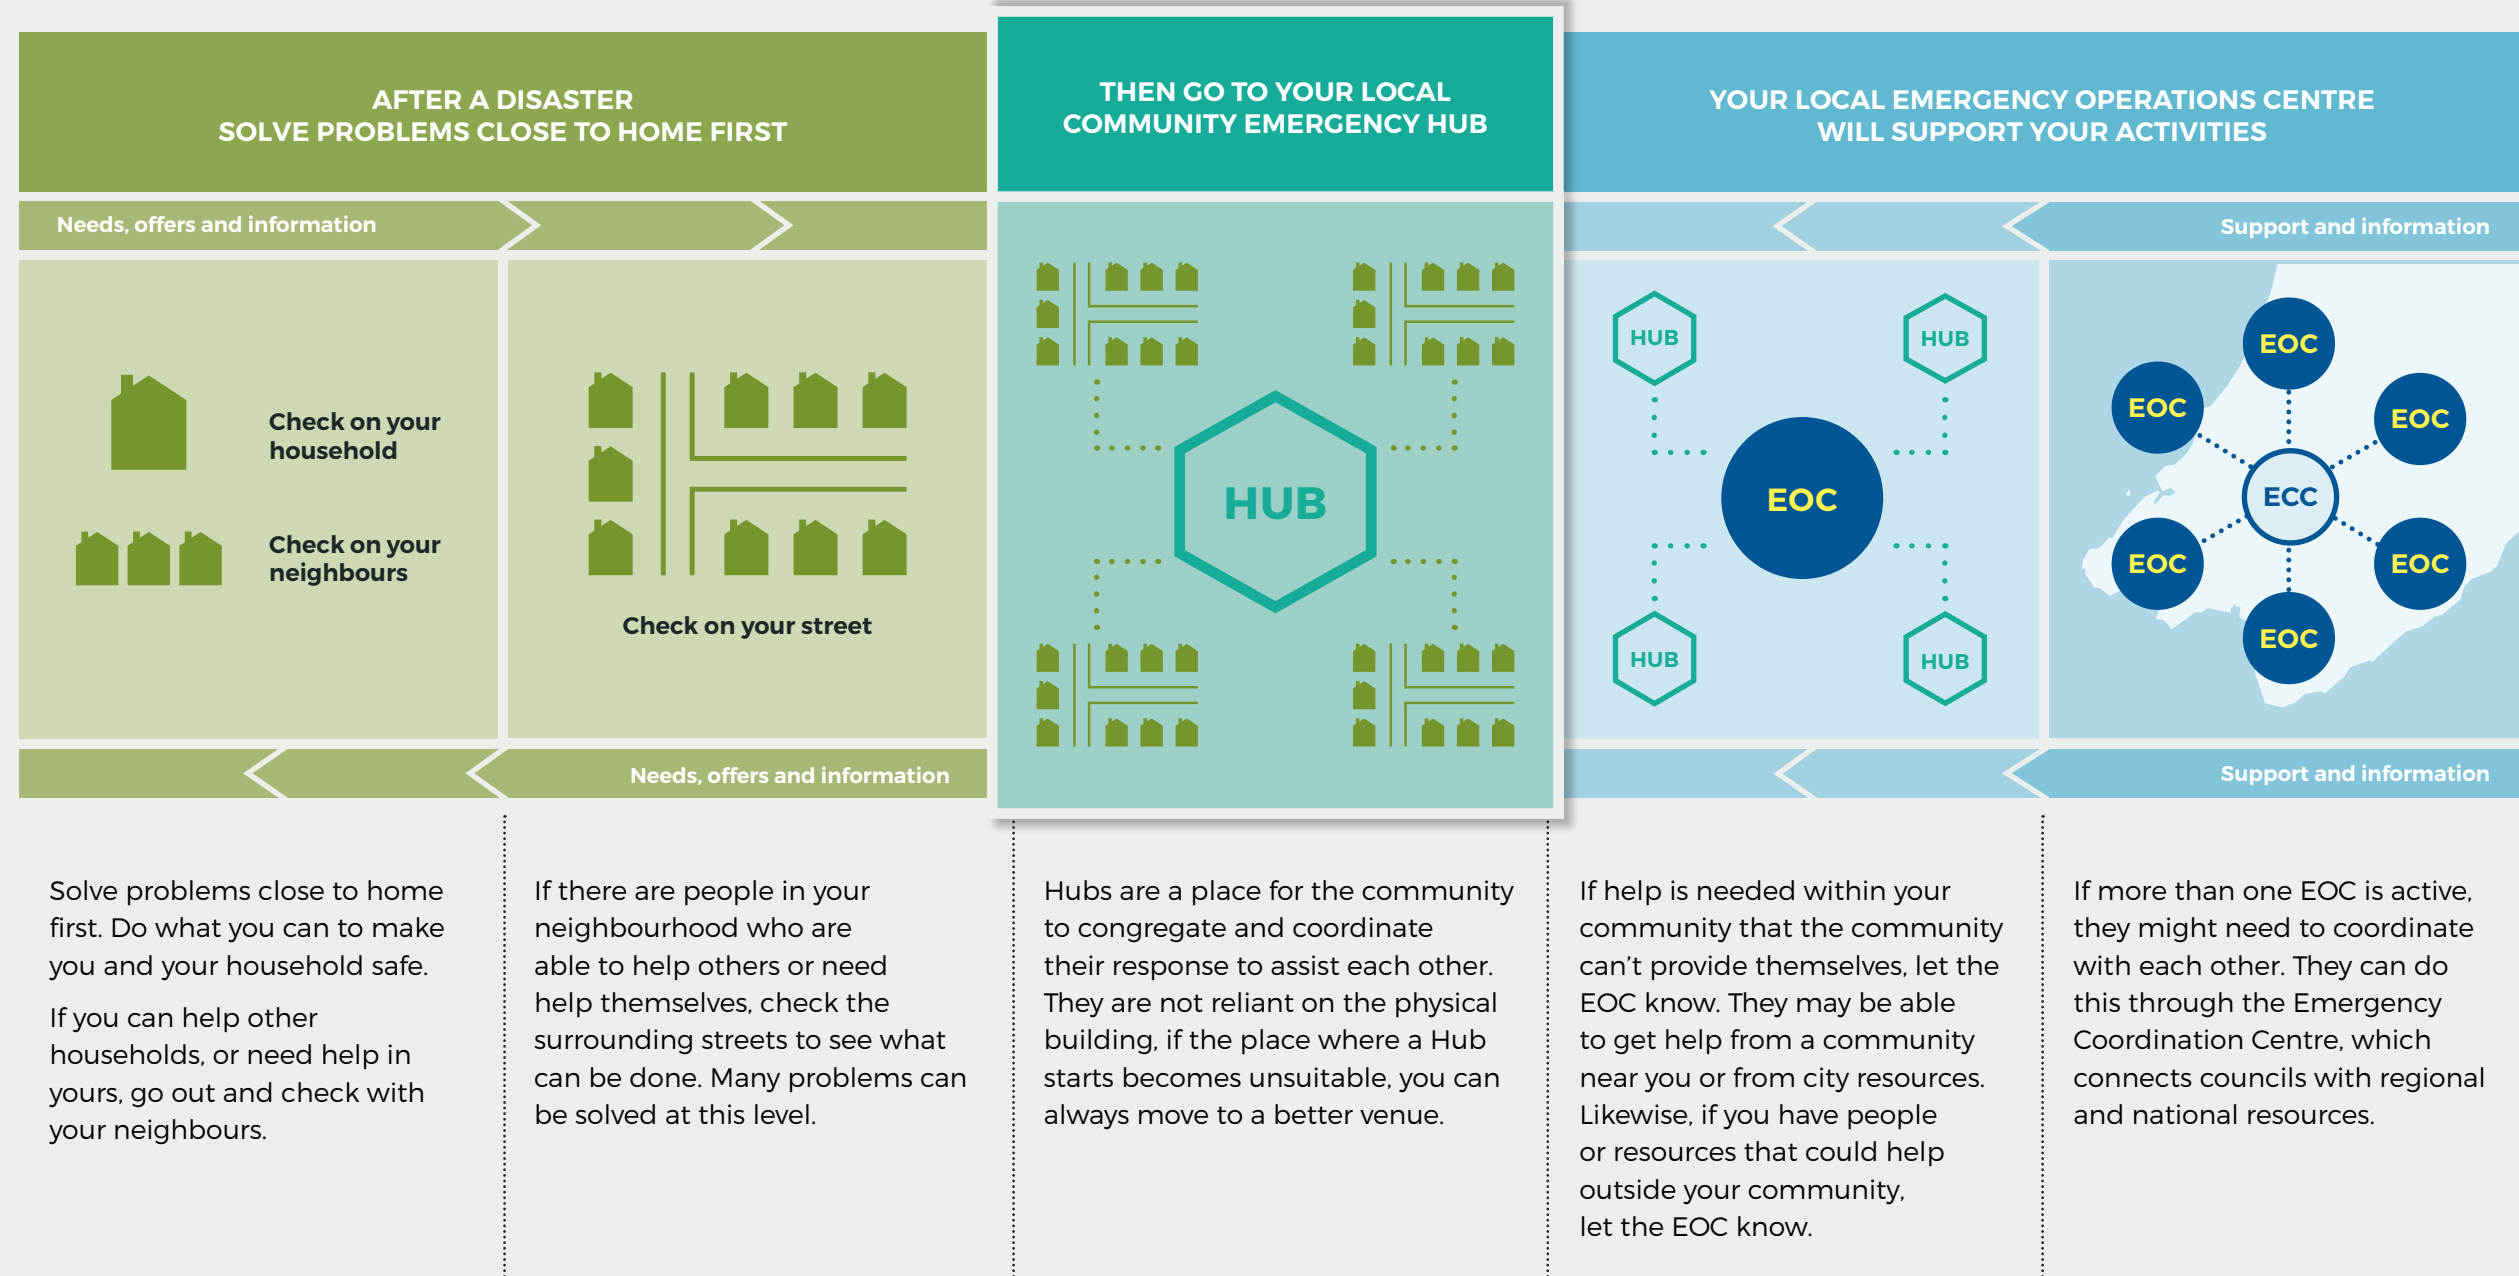 AFTER A DISASTER
SOLVE PROBLEMS CLOSE TO HOME FIRST
THEN GO TO YOUR LOCAL
COMMUNITY EMERGENCY HUB
YOUR LOCAL EMERGENCY OPERATIONS CENTRE
WILL SUPPORT YOUR ACTIVITIES
Needs, offers and information
Support and information
Check on your
household
Check on your
neighbours
Check on your street
HUB
HUB
HUB
EOC
HUB
HUB
EOC
EOC
EOC
ECC
EOC
EOC
EOC
Needs, offers and information
Support and information
Solve problems close to home
first. Do what you can to make
you and your household safe.
If you can help other
households, or need help in
yours, go out and check with
your neighbours.
If there are people in your
neighbourhood who are
able to help others or need
help themselves, check the
surrounding streets to see what
can be done. Many problems can
be solved at this level.
Hubs are a place for the community
to congregate and coordinate
their response to assist each other.
They are not reliant on the physical
building, if the place where a Hub
starts becomes unsuitable, you can
always move to a better venue.
If help is needed within your
community that the community
can't provide themselves, let the
EOC know. They may be able
to get help from a community
near you or from city resources.
Likewise, if you have people
or resources that could help
outside your community,
let the EOC know.
If more than one EOC is active,
they might need to coordinate
with each other. They can do
this through the Emergency
Coordination Centre, which
connects councils with regional
and national resources.